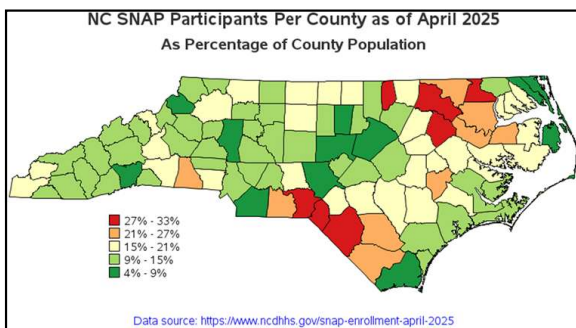 NC SNAP Participants Per County as of April 2025
As Percentage of County Population
27% - 33%
21% - 27%
15% - 21%
9% - 15%
4% - 9%
Data source: https://www.ncdhhs.gov/snap-enrollment-april-2025